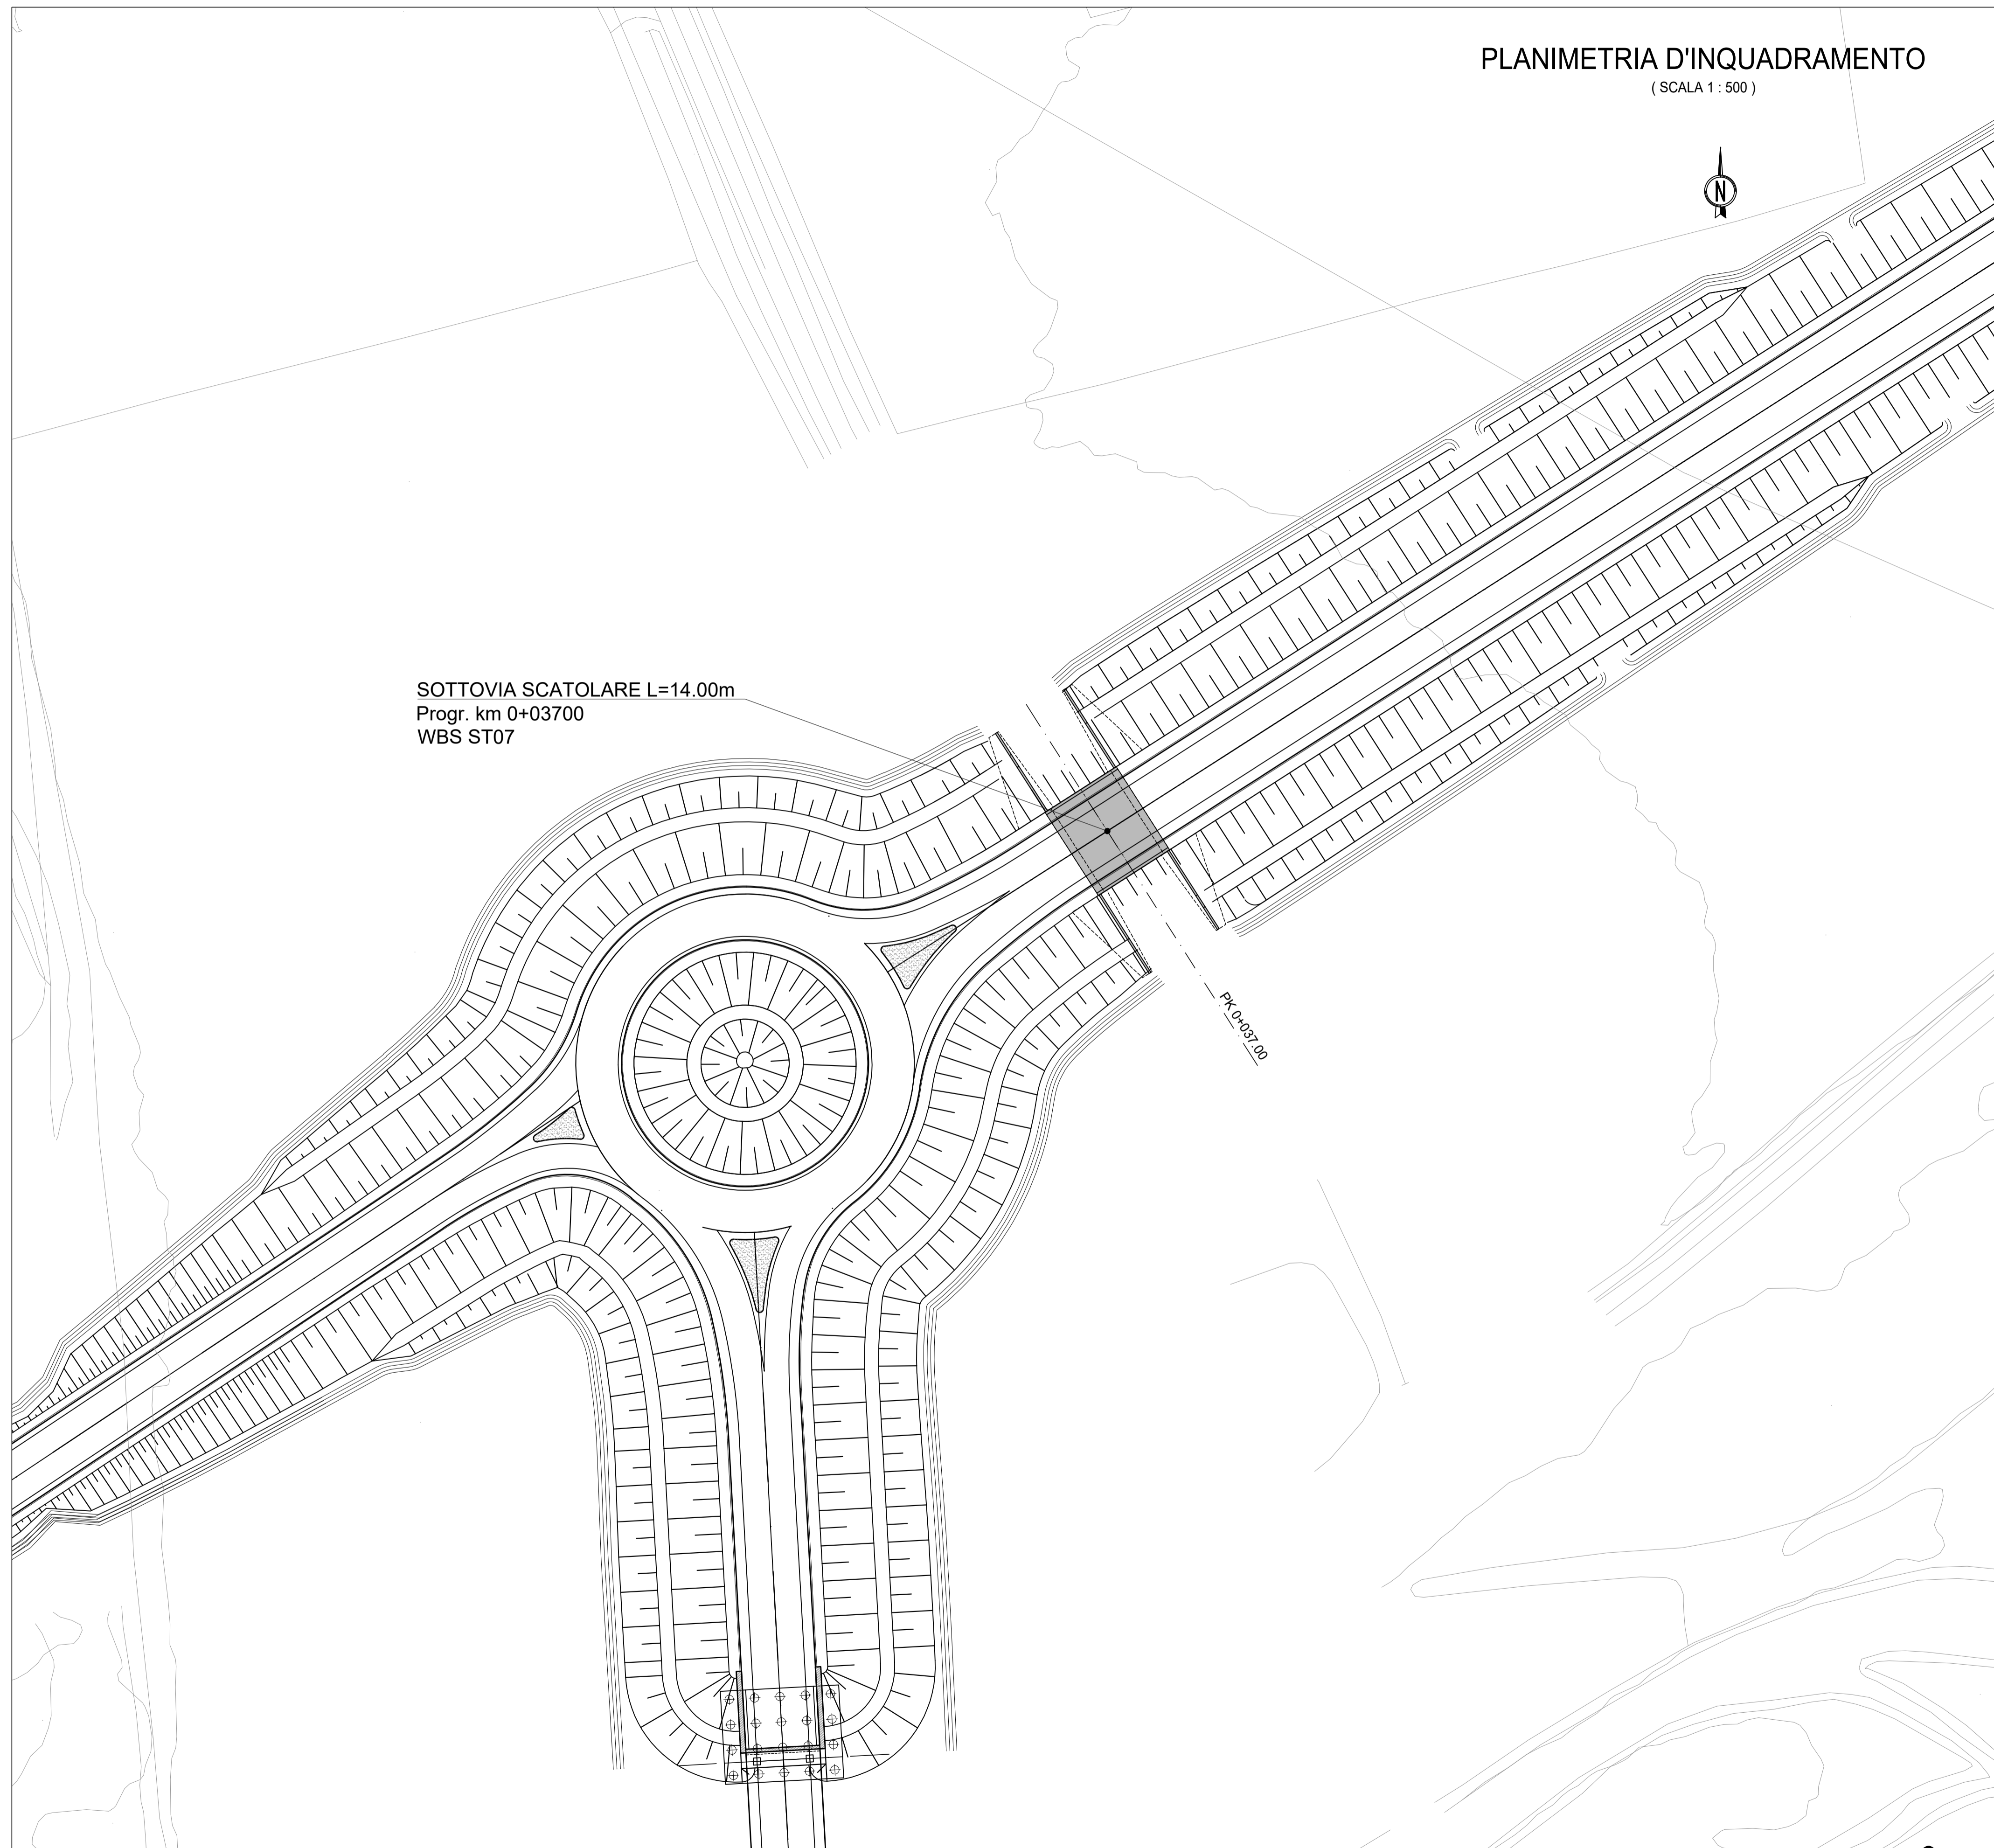 PLANIMETRIA D'INQUADRAMENTO
( SCALA 1 : 500 )
N
SOTTOVIA SCATOLARE L=14.00m
Progr. km 0+03700
WBS ST07
PK 0+037.00